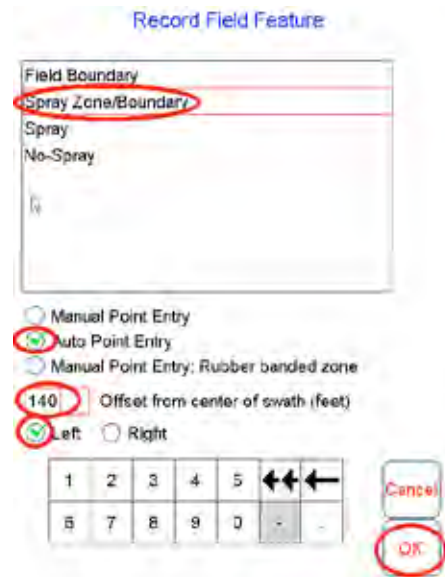 Record Field Feature
Field Boundary
Spray Zone/Boundary
Spray
No-Spray
Manual Point Entry
Auto Point Entry
Manual Point Entry: Rubber banded zone
140 Offset from center of swath (feet)
Left Right
1 2 3 4 5
6 7 8 9 0 - .
Cancel
OK